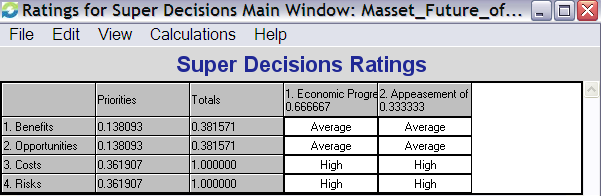 Ratings for Super Decisions Main Window: Masset_Future_of...
File Edit View Calculations Help
Super Decisions Ratings
Priorities Totals 1. Economic Progre 0.666667 2. Appeasement of 0.333333
1. Benefits 0.138093 0.381571 Average Average
2. Opportunities 0.138093 0.381571 Average Average
3. Costs 0.361907 1.000000 High High
4. Risks 0.361907 1.000000 High High